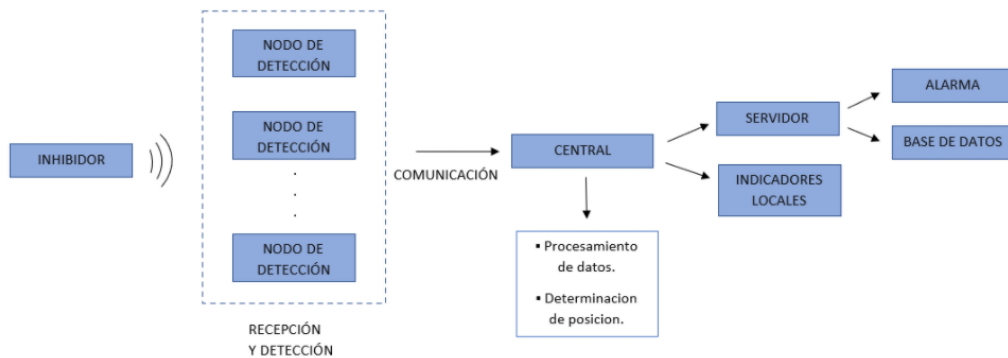 NODO DE
DETECCIÓN
NODO DE
DETECCIÓN
.
.
.
NODO DE
DETECCIÓN
INHIBIDOR
RECEPCIÓN
Y DETECCIÓN
COMUNICACIÓN
CENTRAL
▪ Procesamiento
de datos.
▪ Determinacion
de posicion.
SERVIDOR
INDICADORES
LOCALES
ALARMA
BASE DE DATOS